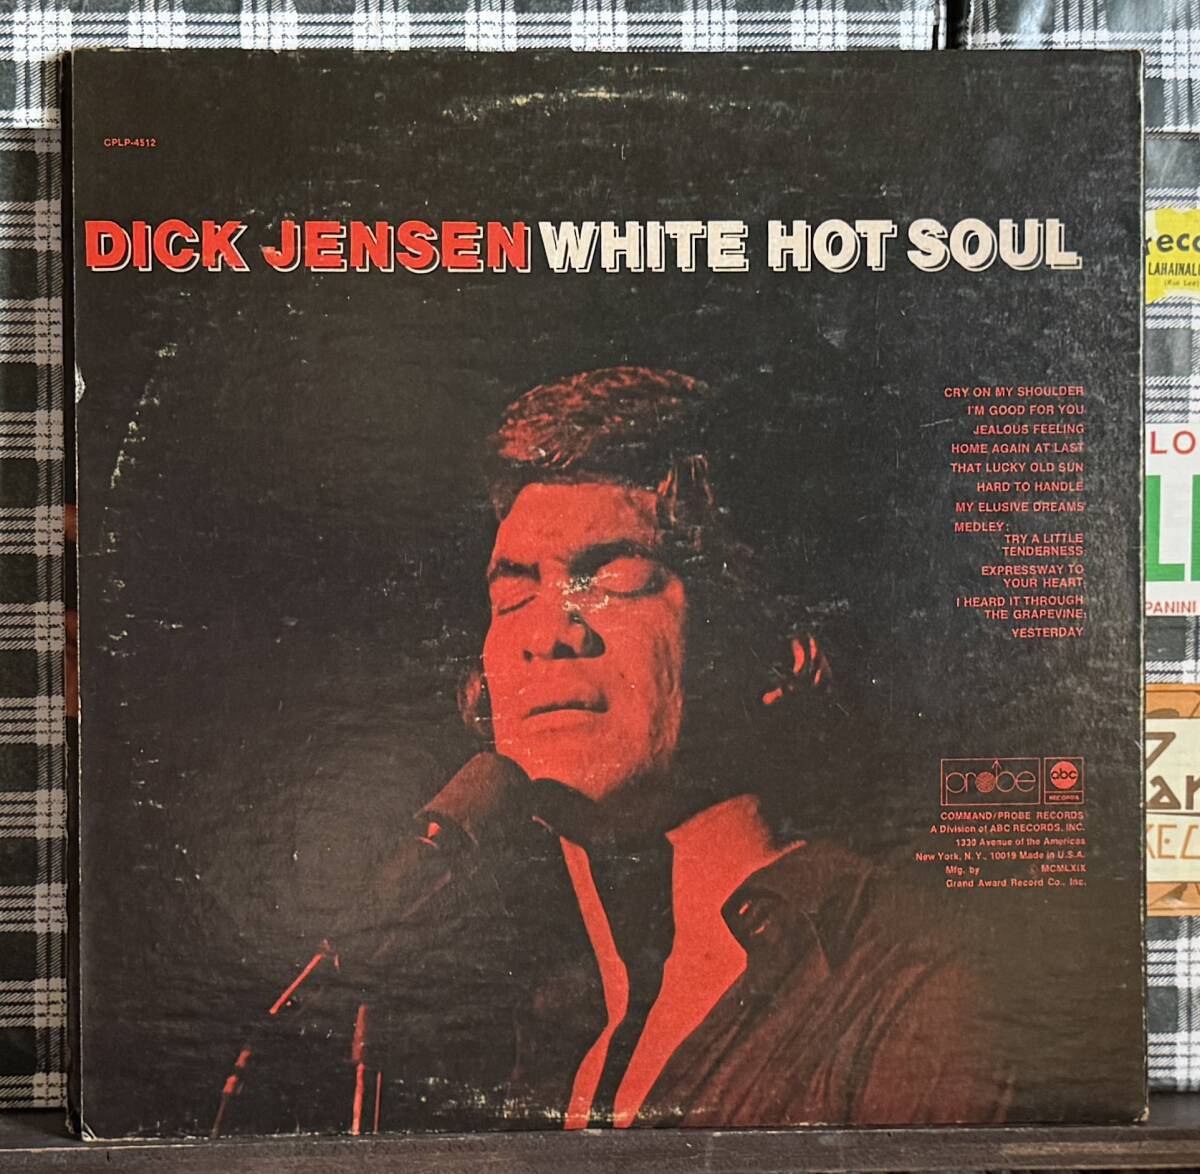 CPLP-4512
DICK JENSEN WHITE HOT SOUL
CRY ON MY SHOULDER
I'M GOOD FOR YOU
JEALOUS FEELING
HOME AGAIN AT LAST
THAT LUCKY OLD SUN
HARD TO HANDLE
MY ELUSIVE DREAMS
MEDLEY:
TRY A LITTLE
TENDERNESS
EXPRESSWAY TO
YOUR HEART
I HEARD IT THROUGH
THE GRAPEVINE
YESTERDAY
probe abc
RECORDS
COMMAND/PROBE RECORDS
A Division of ABC RECORDS, INC.
1330 Avenue of the Americas
New York, N.Y., 10019 Made in U.S.A.
Mfg. by MCMLXIX
Grand Award Record Co., Inc.
LO
PANINI